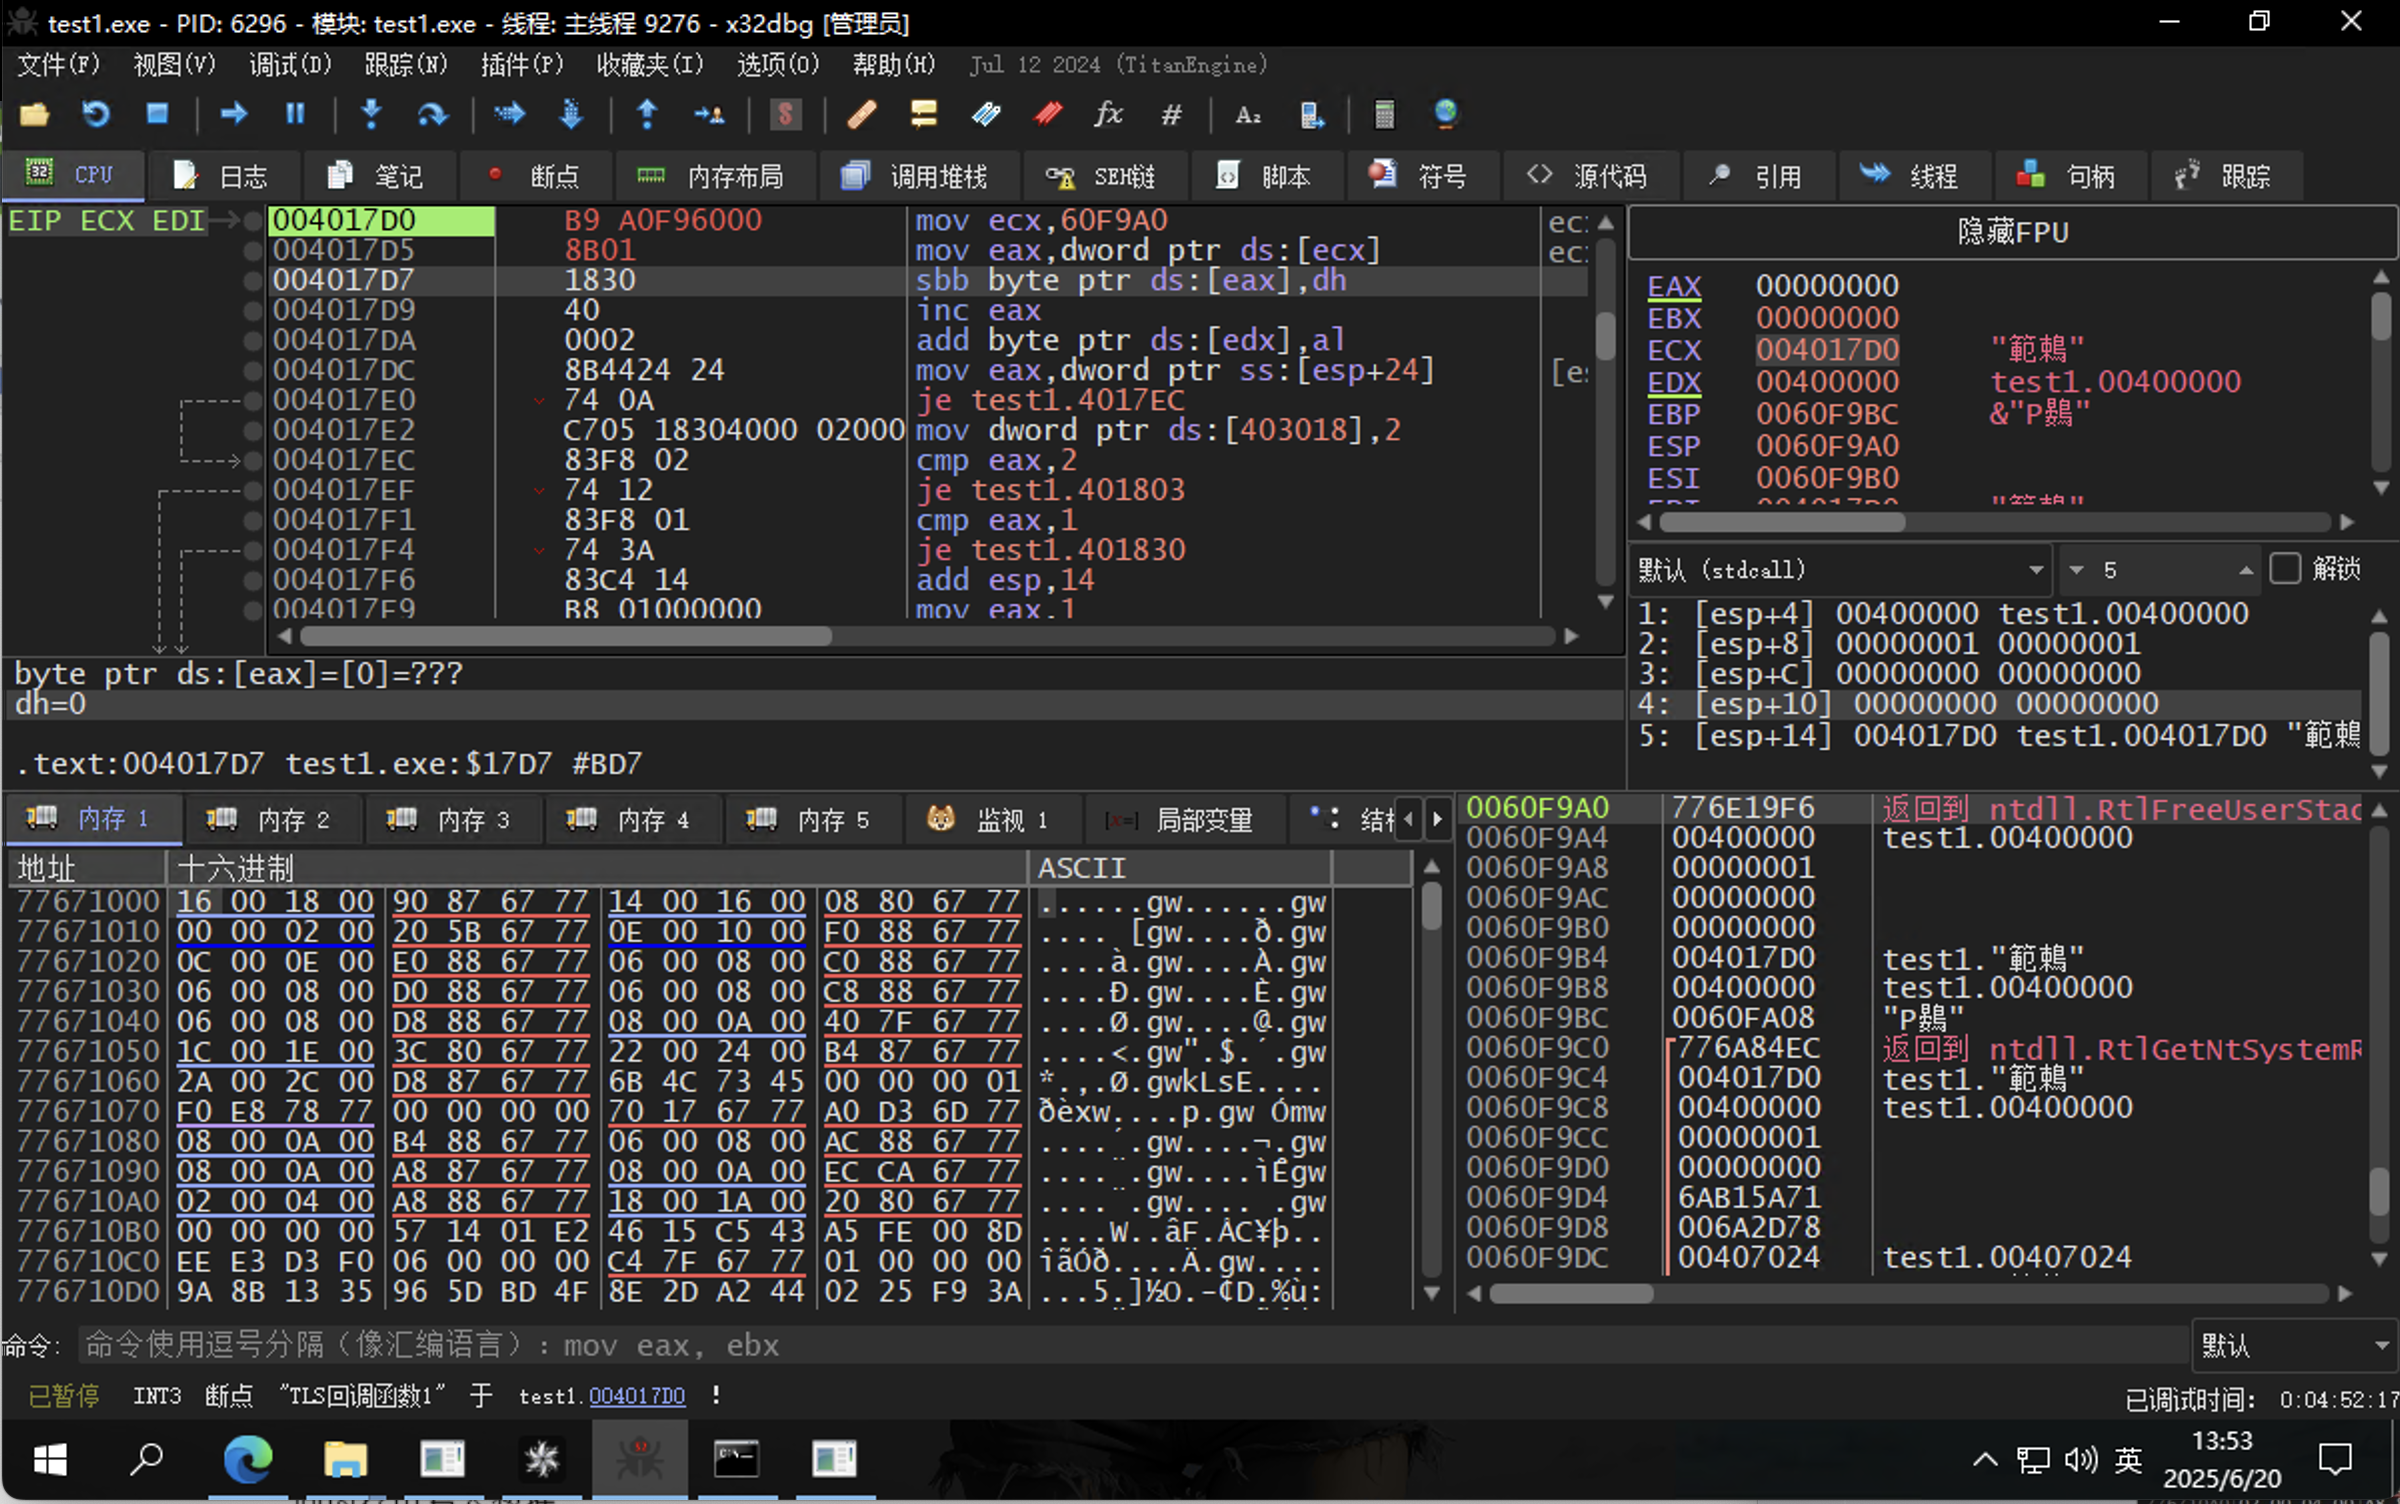 test1.exe - PID: 6296 - 模块: test1.exe - 线程: 主线程 9276 - x32dbg [管理员]
文件(F) 视图(V) 调试(D) 跟踪(N) 插件(P) 收藏夹(I) 选项(O) 帮助(H) Jul 12 2024 (TitanEngine)
CPU 日志 笔记 断点 内存布局 调用堆栈 SEH链 脚本 符号 源代码 引用 线程 句柄 跟踪
EIP ECX EDI 004017D0 B9 A0F96000 mov ecx,60F9A0
004017D5 8B01 mov eax,dword ptr ds:[ecx]
004017D7 1830 sbb byte ptr ds:[eax],dh
004017D9 40 inc eax
004017DA 0002 add byte ptr ds:[edx],al
004017DC 8B4424 24 mov eax,dword ptr ss:[esp+24]
004017E0 74 0A je test1.4017EC
004017E2 C705 18304000 02000 mov dword ptr ds:[403018],2
004017EC 83F8 02 cmp eax,2
004017EF 74 12 je test1.401803
004017F1 83F8 01 cmp eax,1
004017F4 74 3A je test1.401830
004017F6 83C4 14 add esp,14
004017F9 B8 01000000 mov eax,1
byte ptr ds:[eax]=[0]=???
dh=0
.text:004017D7 test1.exe:$17D7 #BD7
隐藏FPU
EAX 00000000
EBX 00000000
ECX 004017D0 "範鶈"
EDX 00400000 test1.00400000
EBP 0060F9BC &"P鷃"
ESP 0060F9A0
ESI 0060F9B0
默认 (stdcall) 5 解锁
1: [esp+4] 00400000 test1.00400000
2: [esp+8] 00000001 00000001
3: [esp+C] 00000000 00000000
4: [esp+10] 00000000 00000000
5: [esp+14] 004017D0 test1.004017D0 "範鶈
内存 1 内存 2 内存 3 内存 4 内存 5 监视 1 [x=] 局部变量 结构
地址 十六进制 ASCII
77671000 16 00 18 00 90 87 67 77 14 00 16 00 08 80 67 77 ......gw......gw
77671010 00 00 02 00 20 5B 67 77 0E 00 10 00 F0 88 67 77 .... [gw....ð.gw
77671020 0C 00 0E 00 E0 88 67 77 06 00 08 00 C0 88 67 77 ....à.gw....À.gw
77671030 06 00 08 00 D0 88 67 77 06 00 08 00 C8 88 67 77 ....Ð.gw....È.gw
77671040 06 00 08 00 D8 88 67 77 08 00 0A 00 40 7F 67 77 ....Ø.gw....@.gw
77671050 1C 00 1E 00 3C 80 67 77 22 00 24 00 B4 87 67 77 ....<.gw".$.´.gw
77671060 2A 00 2C 00 D8 87 67 77 6B 4C 73 45 00 00 00 01 *.,.Ø.gwkLsE....
77671070 F0 E8 78 77 00 00 00 00 70 17 67 77 A0 D3 6D 77 ðèxw....p.gw Ómw
77671080 08 00 0A 00 B4 88 67 77 06 00 08 00 AC 88 67 77 ....´.gw....¬.gw
77671090 08 00 0A 00 A8 87 67 77 08 00 0A 00 EC CA 67 77 ....¨.gw....ìÊgw
776710A0 02 00 04 00 A8 88 67 77 18 00 1A 00 20 80 67 77 ....¨.gw.... .gw
776710B0 00 00 00 00 57 14 01 E2 46 15 C5 43 A5 FE 00 8D ....W..âF.ÅC¥þ..
776710C0 EE E3 D3 F0 06 00 00 00 C4 7F 67 77 01 00 00 00 îãÓð....Ä.gw....
776710D0 9A 8B 13 35 96 5D BD 4F 8E 2D A2 44 02 25 F9 3A ...5.]½O.-¢D.%ù:
0060F9A0 776E19F6 返回到 ntdll.RtlFreeUserStac
0060F9A4 00400000 test1.00400000
0060F9A8 00000001
0060F9AC 00000000
0060F9B0 00000000
0060F9B4 004017D0 test1."範鶈"
0060F9B8 00400000 test1.00400000
0060F9BC 0060FA08 "P鷃"
0060F9C0 776A84EC 返回到 ntdll.RtlGetNtSystemR
0060F9C4 004017D0 test1."範鶈"
0060F9C8 00400000 test1.00400000
0060F9CC 00000001
0060F9D0 00000000
0060F9D4 6AB15A71
0060F9D8 006A2D78
0060F9DC 00407024 test1.00407024
命令: 命令使用逗号分隔（像汇编语言）: mov eax, ebx 默认
已暂停 INT3 断点 "TLS回调函数1" 于 test1.004017D0 ! 已调试时间: 0:04:52:17
英 13:53
2025/6/20